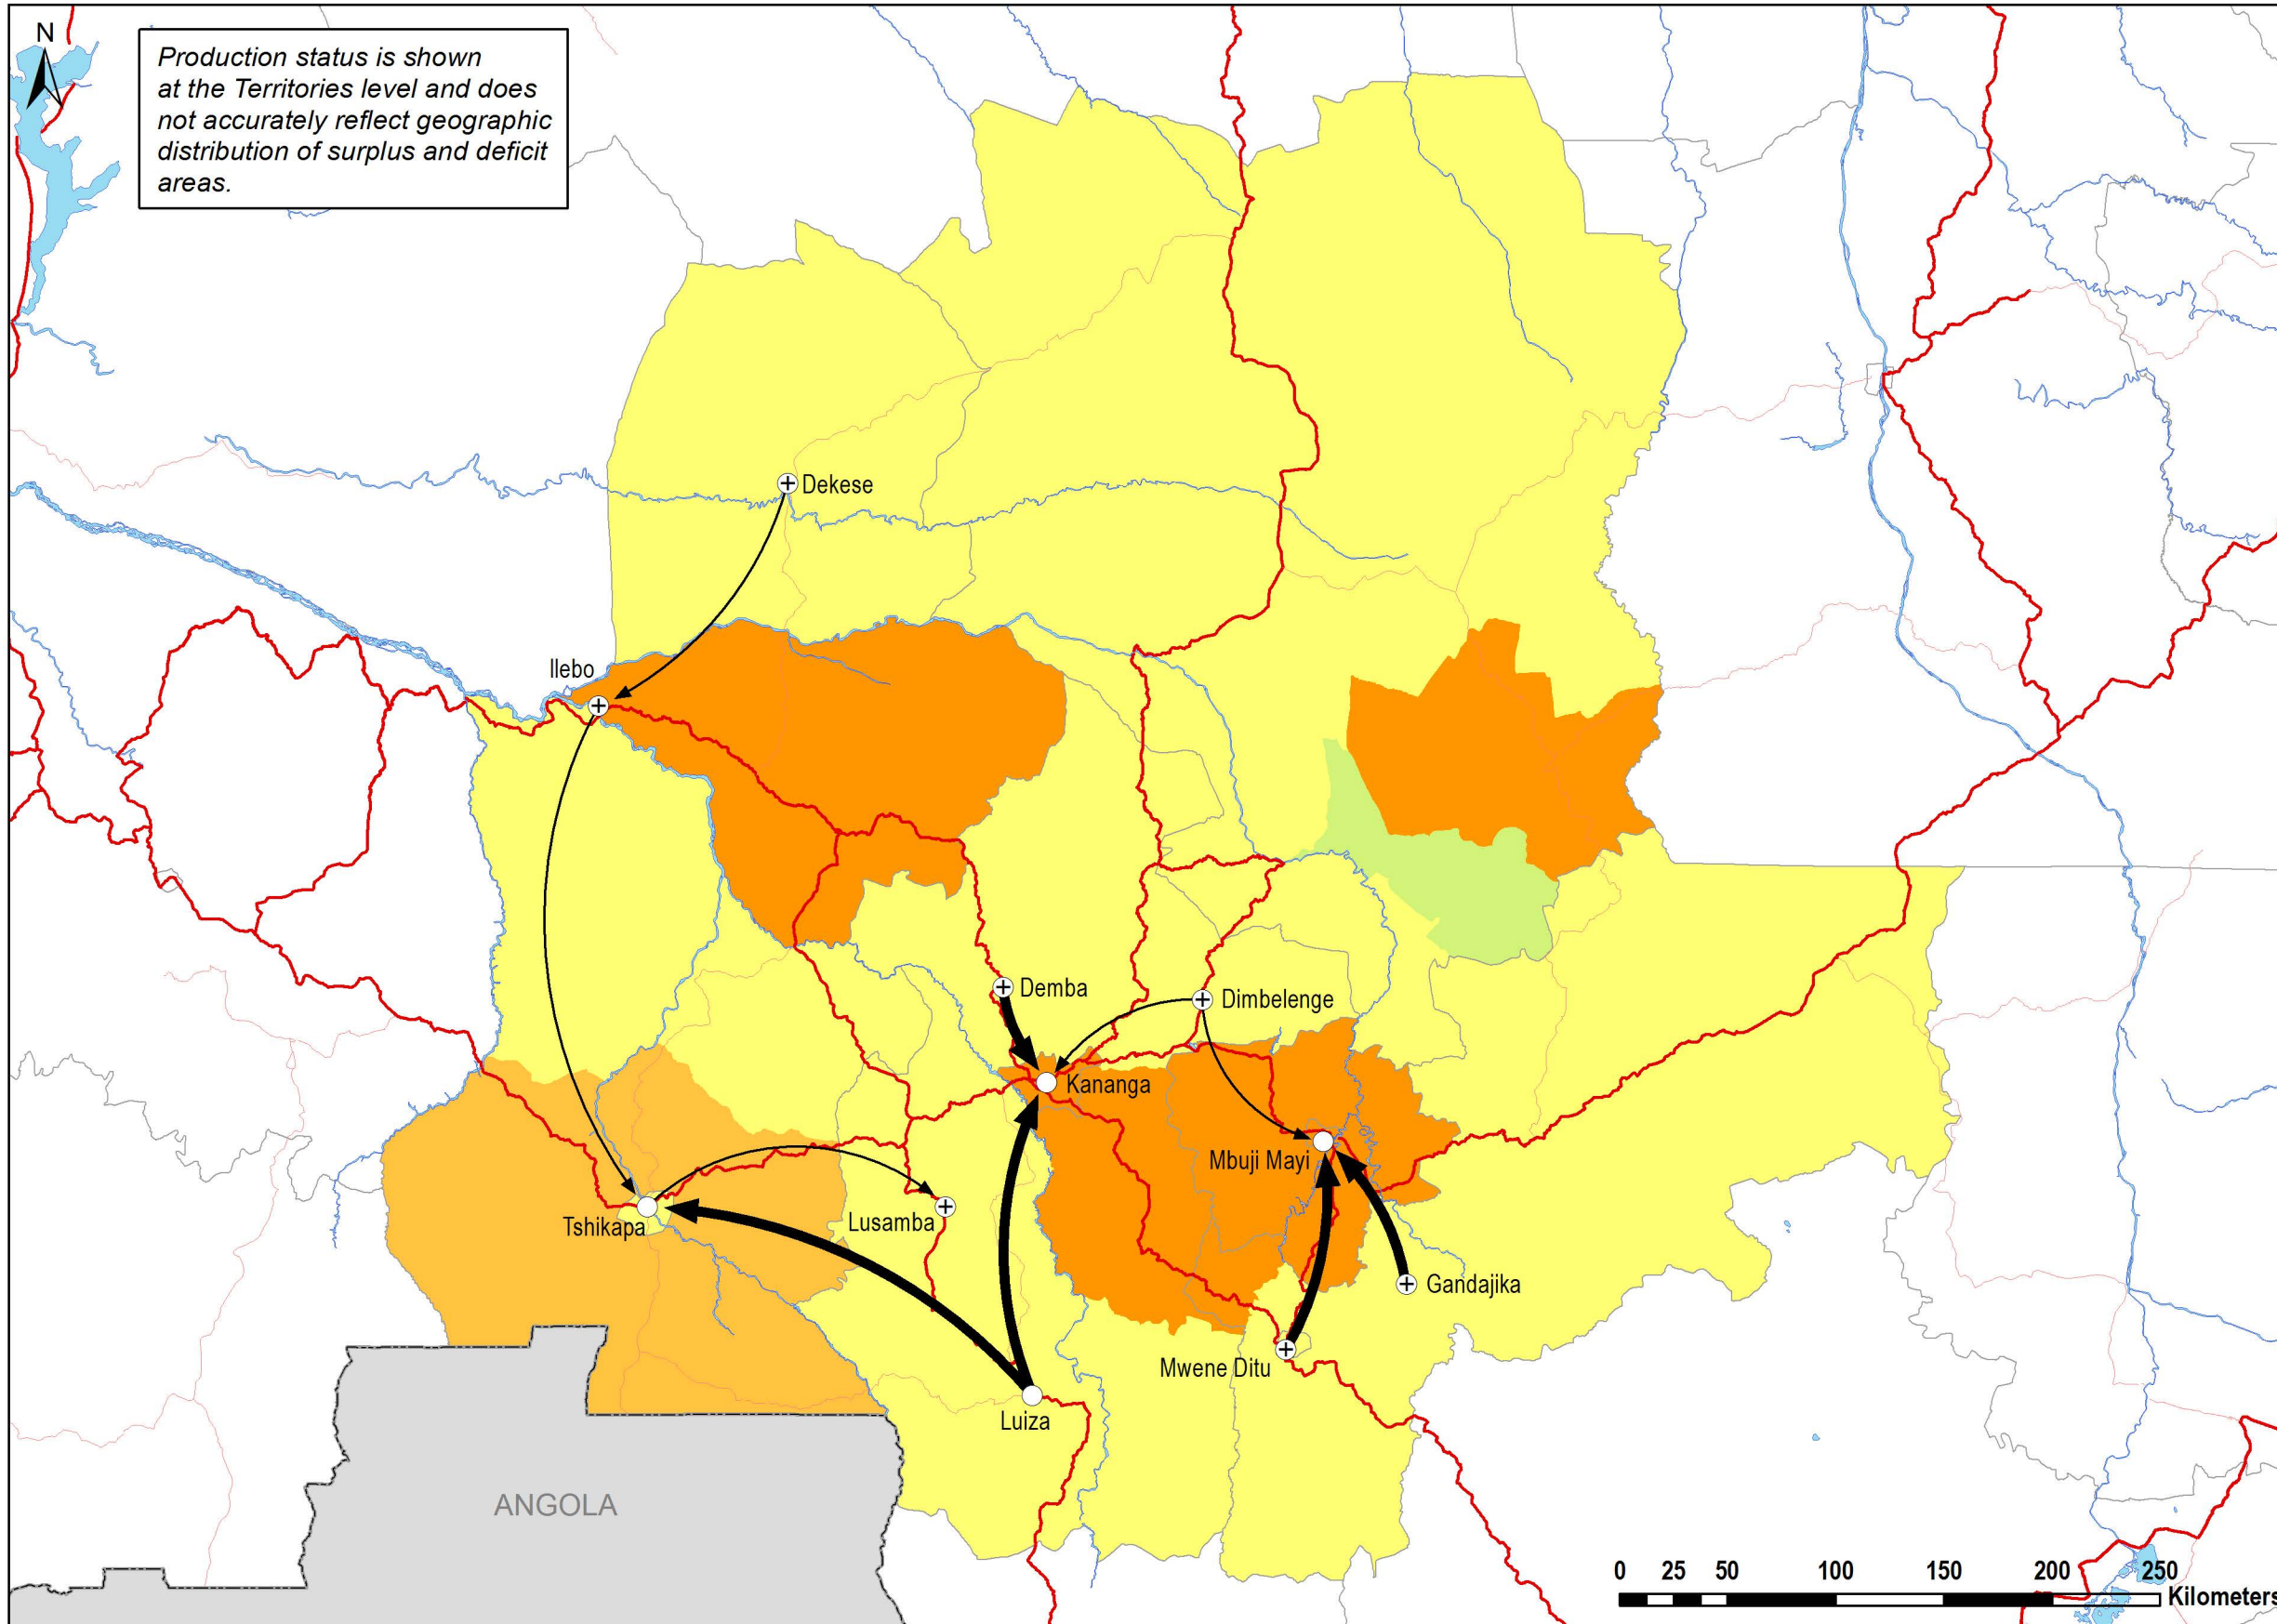 N
Production status is shown
at the Territories level and does
not accurately reflect geographic
distribution of surplus and deficit
areas.
Dekese
Ilebo
Demba
Dimbelenge
Kananga
Mbuji Mayi
Tshikapa
Lusamba
Gandajika
Mwene Ditu
Luiza
ANGOLA
0 25 50 100 150 200 250
Kilometers